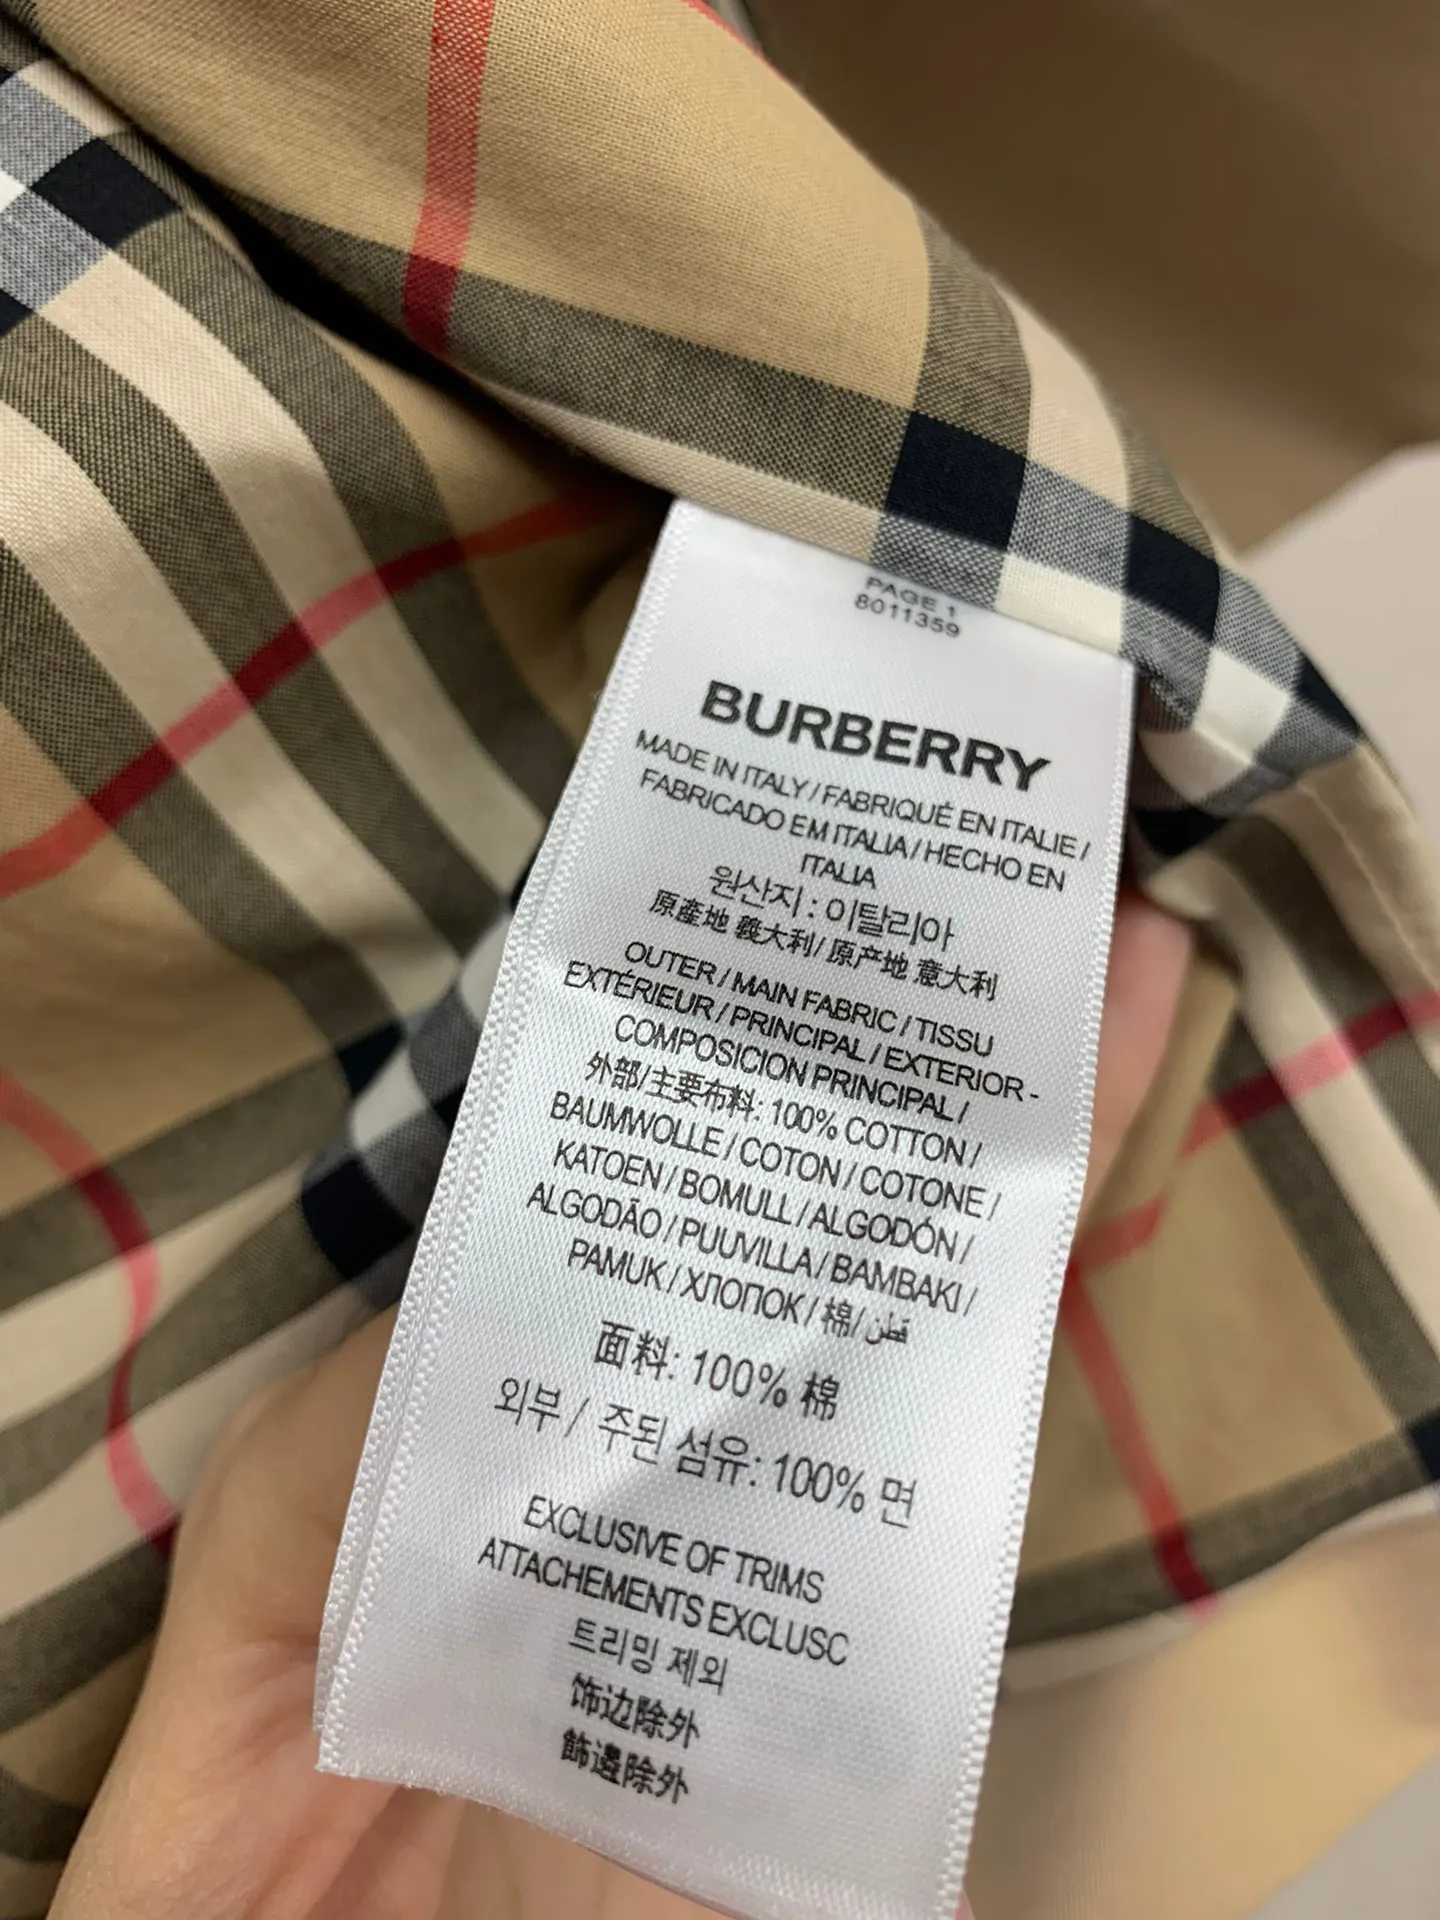 PAGE 1
8011359
BURBERRY
MADE IN ITALY / FABRIQUÉ EN ITALIE /
FABRICADO EM ITALIA / HECHO EN
ITALIA
원산지 : 이탈리아
原產地 義大利 / 原产地 意大利
OUTER / MAIN FABRIC / TISSU
EXTÉRIEUR / PRINCIPAL / EXTERIOR -
COMPOSICION PRINCIPAL /
外部/主要布料: 100% COTTON /
BAUMWOLLE / COTON / COTONE /
KATOEN / BOMULL / ALGODÓN /
ALGODÃO / PUUVILLA / BAMBAKI /
PAMUK / ХЛОПОК / 棉/ قطن
面料: 100% 棉
외부 / 주된 섬유: 100% 면
EXCLUSIVE OF TRIMS
ATTACHEMENTS EXCLUSC
트리밍 제외
饰边除外
飾邊除外